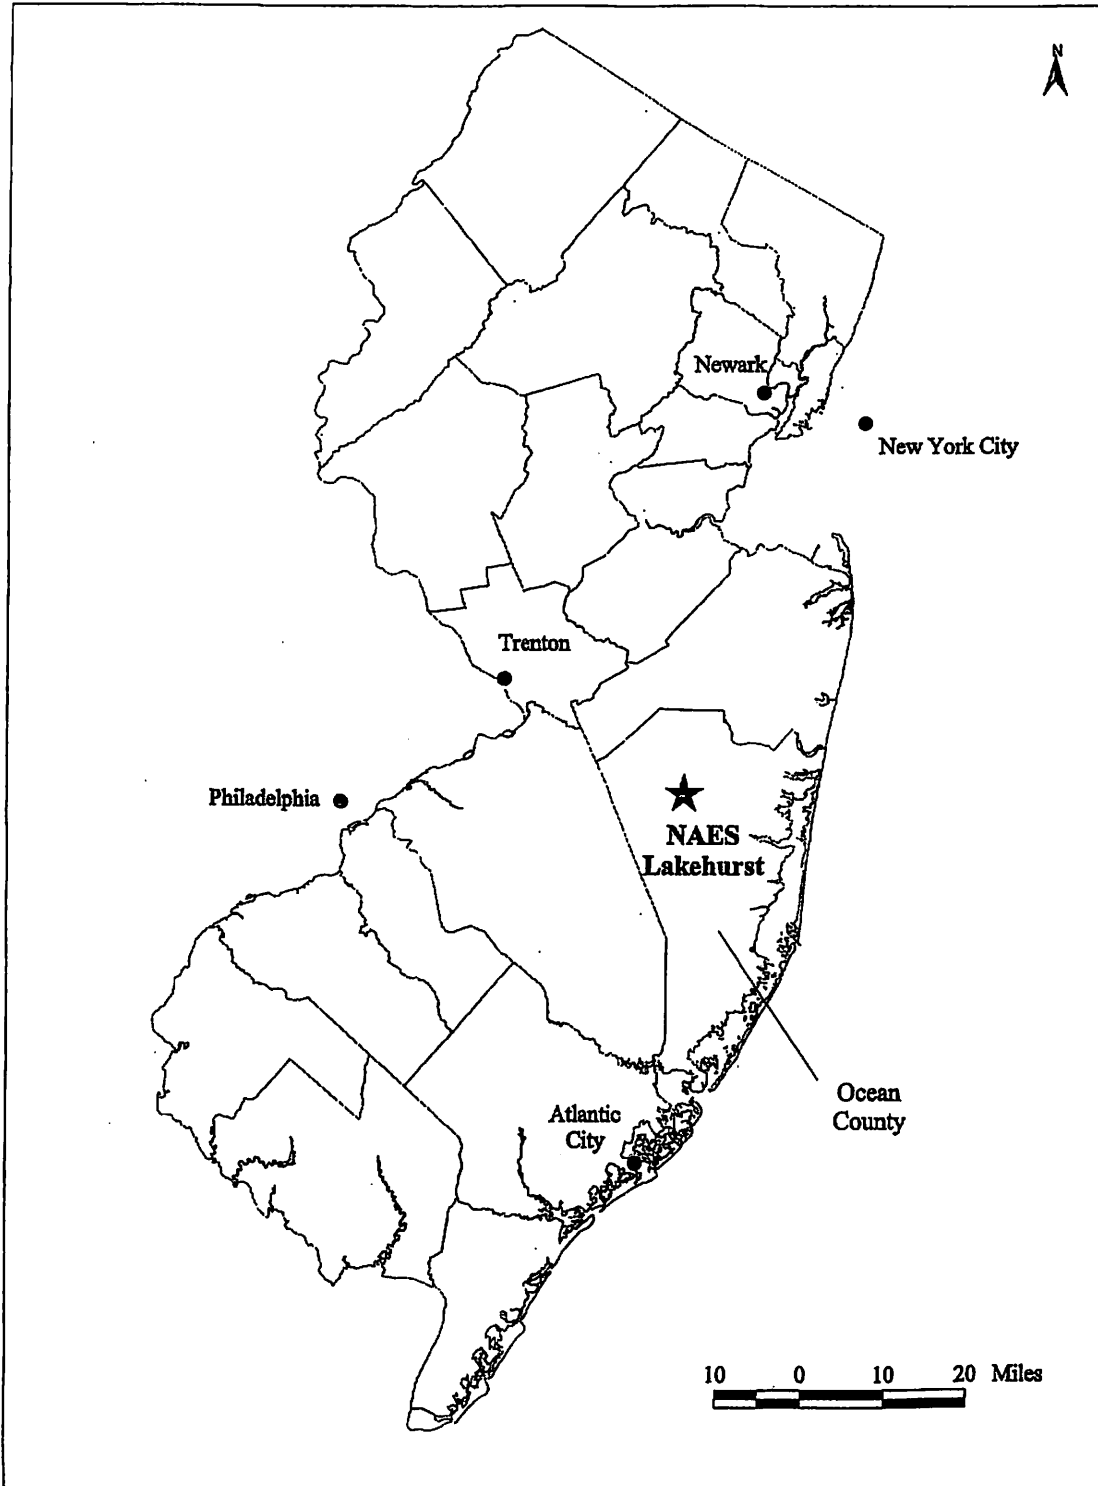 N
Newark
New York City
Trenton
Philadelphia
NAES
Lakehurst
Ocean
County
Atlantic
City
10 0 10 20 Miles